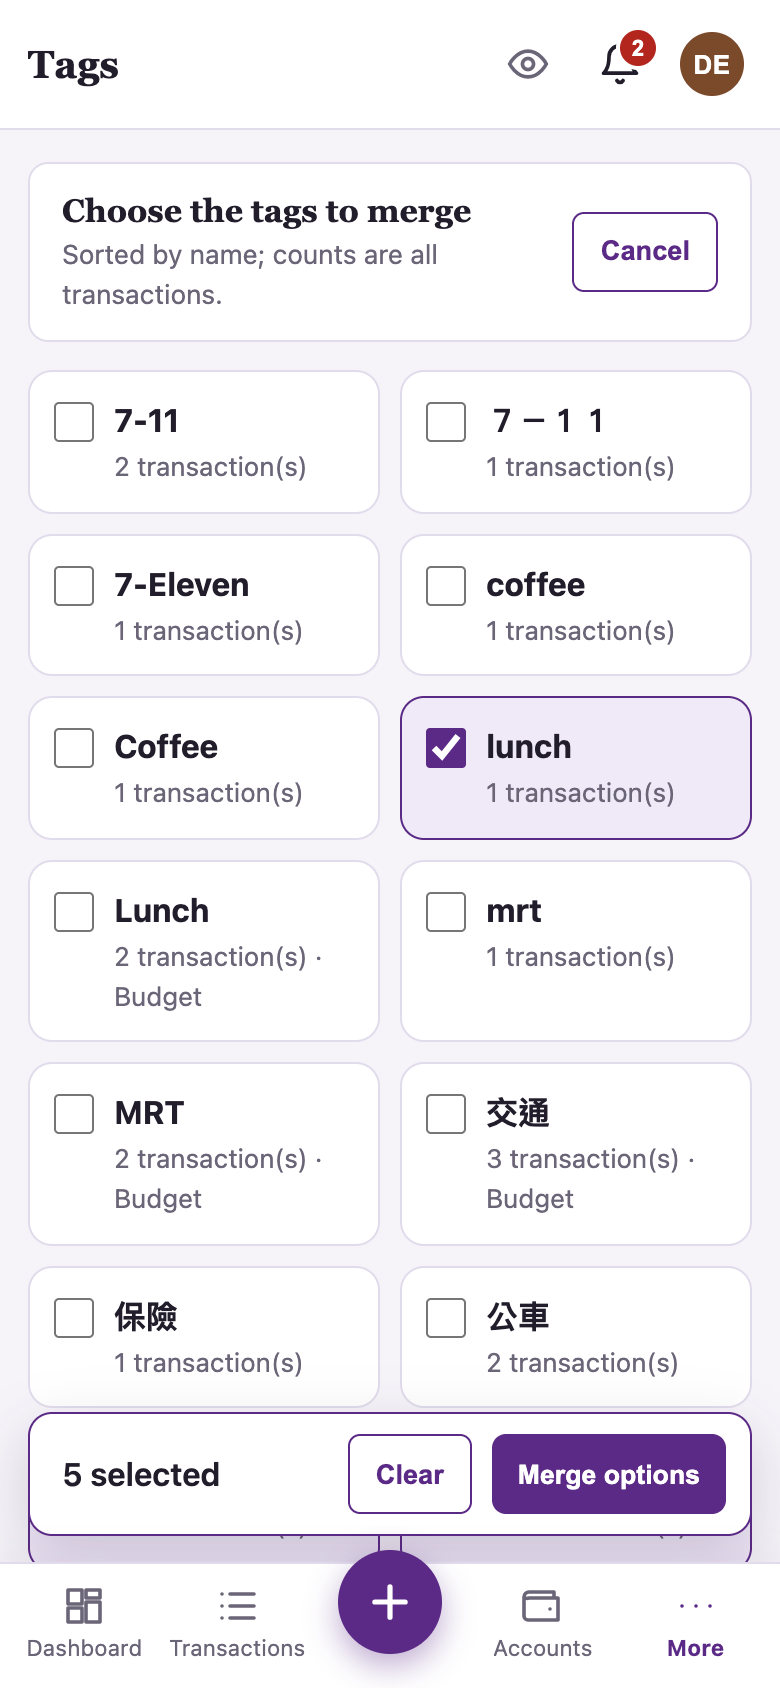 Tags
2
DE
Choose the tags to merge
Sorted by name; counts are all
transactions.
Cancel
7-11
2 transaction(s)
７－１１
1 transaction(s)
7-Eleven
1 transaction(s)
coffee
1 transaction(s)
Coffee
1 transaction(s)
lunch
1 transaction(s)
Lunch
2 transaction(s) ·
Budget
mrt
1 transaction(s)
MRT
2 transaction(s) ·
Budget
交通
3 transaction(s) ·
Budget
保險
1 transaction(s)
公車
2 transaction(s)
5 selected
Clear
Merge options
Dashboard
Transactions
Accounts
More